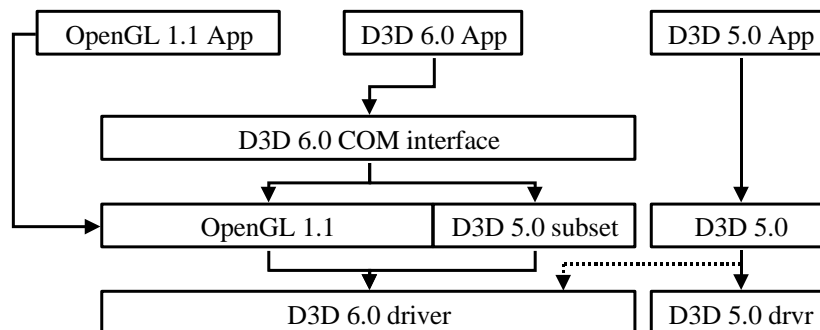 OpenGL 1.1 App
D3D 6.0 App
D3D 5.0 App
D3D 6.0 COM interface
OpenGL 1.1
D3D 5.0 subset
D3D 5.0
D3D 6.0 driver
D3D 5.0 drvr